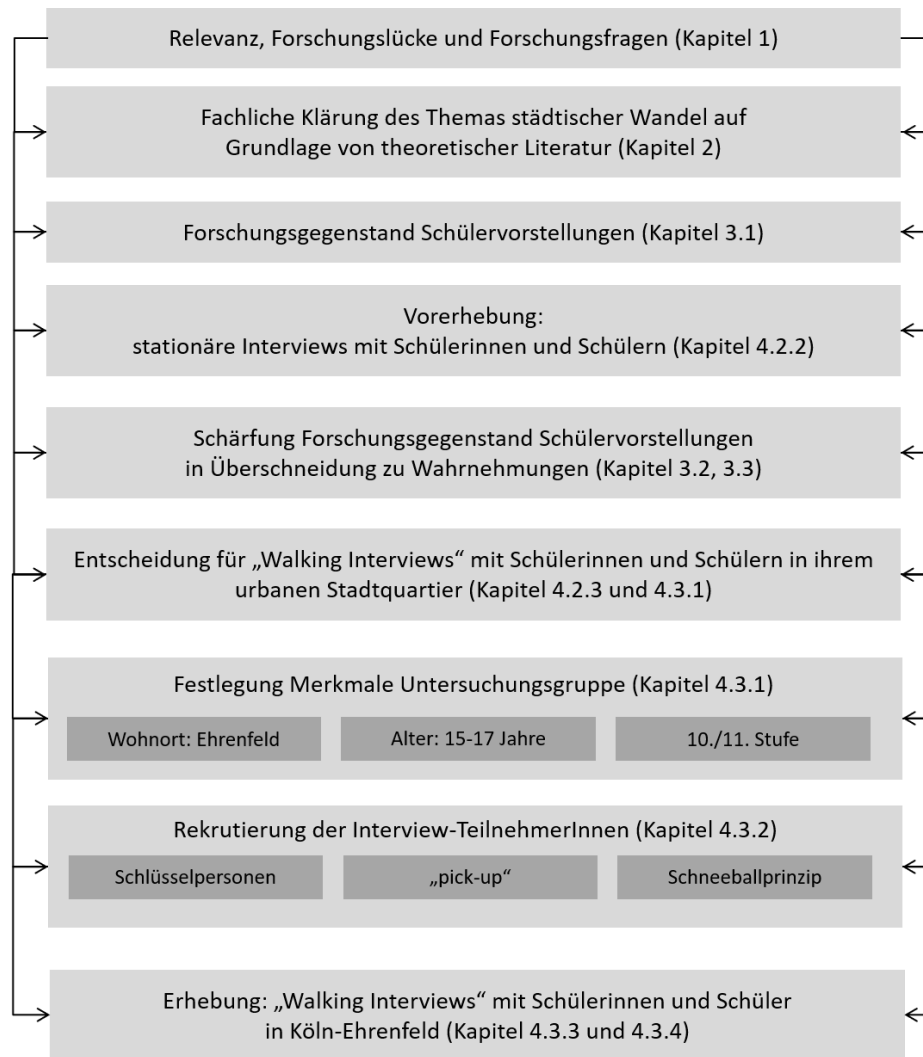 Relevanz, Forschungslücke und Forschungsfragen (Kapitel 1)
Fachliche Klärung des Themas städtischer Wandel auf
Grundlage von theoretischer Literatur (Kapitel 2)
Forschungsgegenstand Schülervorstellungen (Kapitel 3.1)
Vorerhebung:
stationäre Interviews mit Schülerinnen und Schülern (Kapitel 4.2.2)
Schärfung Forschungsgegenstand Schülervorstellungen
in Überschneidung zu Wahrnehmungen (Kapitel 3.2, 3.3)
Entscheidung für „Walking Interviews“ mit Schülerinnen und Schülern in ihrem
urbanen Stadtquartier (Kapitel 4.2.3 und 4.3.1)
Festlegung Merkmale Untersuchungsgruppe (Kapitel 4.3.1)
Wohnort: Ehrenfeld
Alter: 15-17 Jahre
10./11. Stufe
Rekrutierung der Interview-TeilnehmerInnen (Kapitel 4.3.2)
Schlüsselpersonen
„pick-up“
Schneeballprinzip
Erhebung: „Walking Interviews“ mit Schülerinnen und Schüler
in Köln-Ehrenfeld (Kapitel 4.3.3 und 4.3.4)